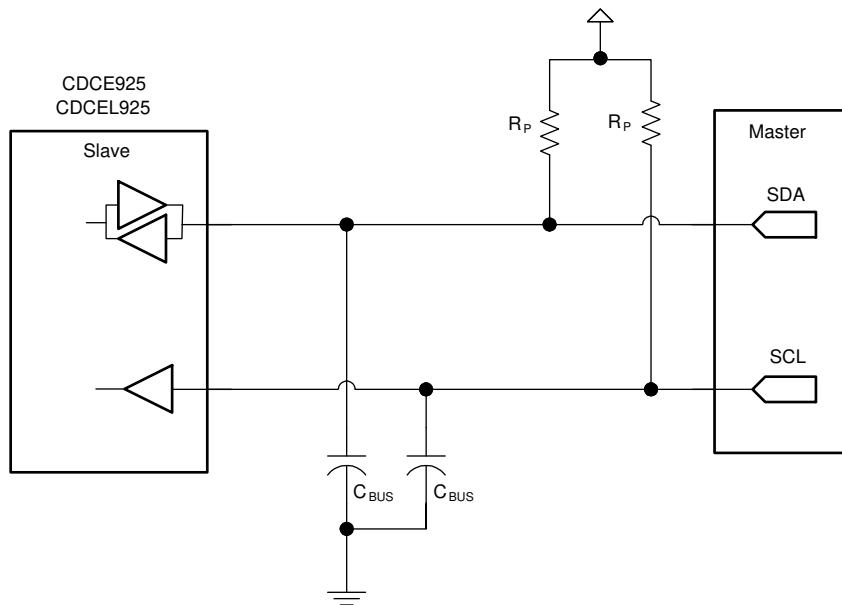 CDCE925
CDCEL925
Slave
RP
RP
Master
SDA
SCL
CBUS
CBUS